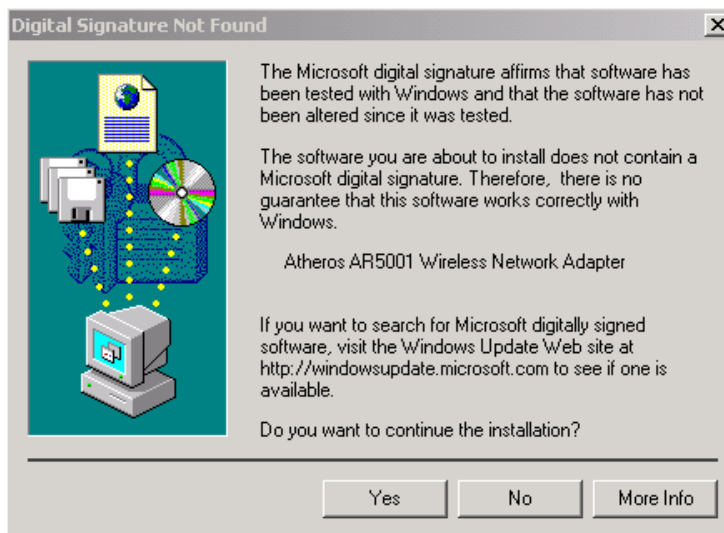 Digital Signature Not Found
The Microsoft digital signature affirms that software has
been tested with Windows and that the software has not
been altered since it was tested.
The software you are about to install does not contain a
Microsoft digital signature. Therefore,  there is no
guarantee that this software works correctly with
Windows.
Atheros AR5001 Wireless Network Adapter
If you want to search for Microsoft digitally signed
software, visit the Windows Update Web site at
http://windowsupdate.microsoft.com to see if one is
available.
Do you want to continue the installation?
Yes No More Info